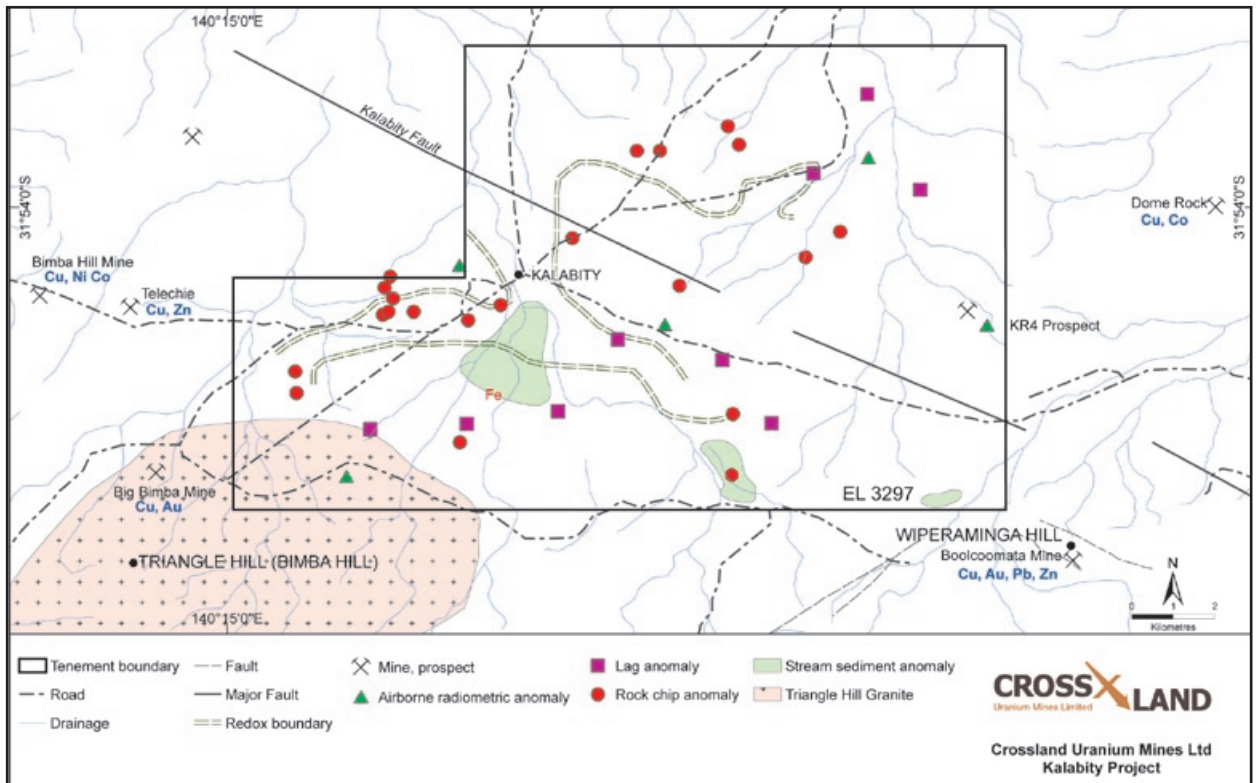 140°15'0"E
Kalabity Fault
31°54'0"S
31°54'0"S
Dome Rock
Cu, Co
Bimba Hill Mine
Cu, Ni Co
Telechie
Cu, Zn
KALABITY
KR4 Prospect
Fe
Big Bimba Mine
Cu, Au
EL 3297
TRIANGLE HILL (BIMBA HILL)
WIPERAMINGA HILL
Boolcoomata Mine
Cu, Au, Pb, Zn
N
0 1 2
Kilometres
140°15'0"E
Tenement boundary
Road
Drainage
Fault
Major Fault
Redox boundary
Mine, prospect
Airborne radiometric anomaly
Lag anomaly
Rock chip anomaly
Stream sediment anomaly
Triangle Hill Granite
CROSSXLAND
Uranium Mines Limited
Crossland Uranium Mines Ltd
Kalabity Project